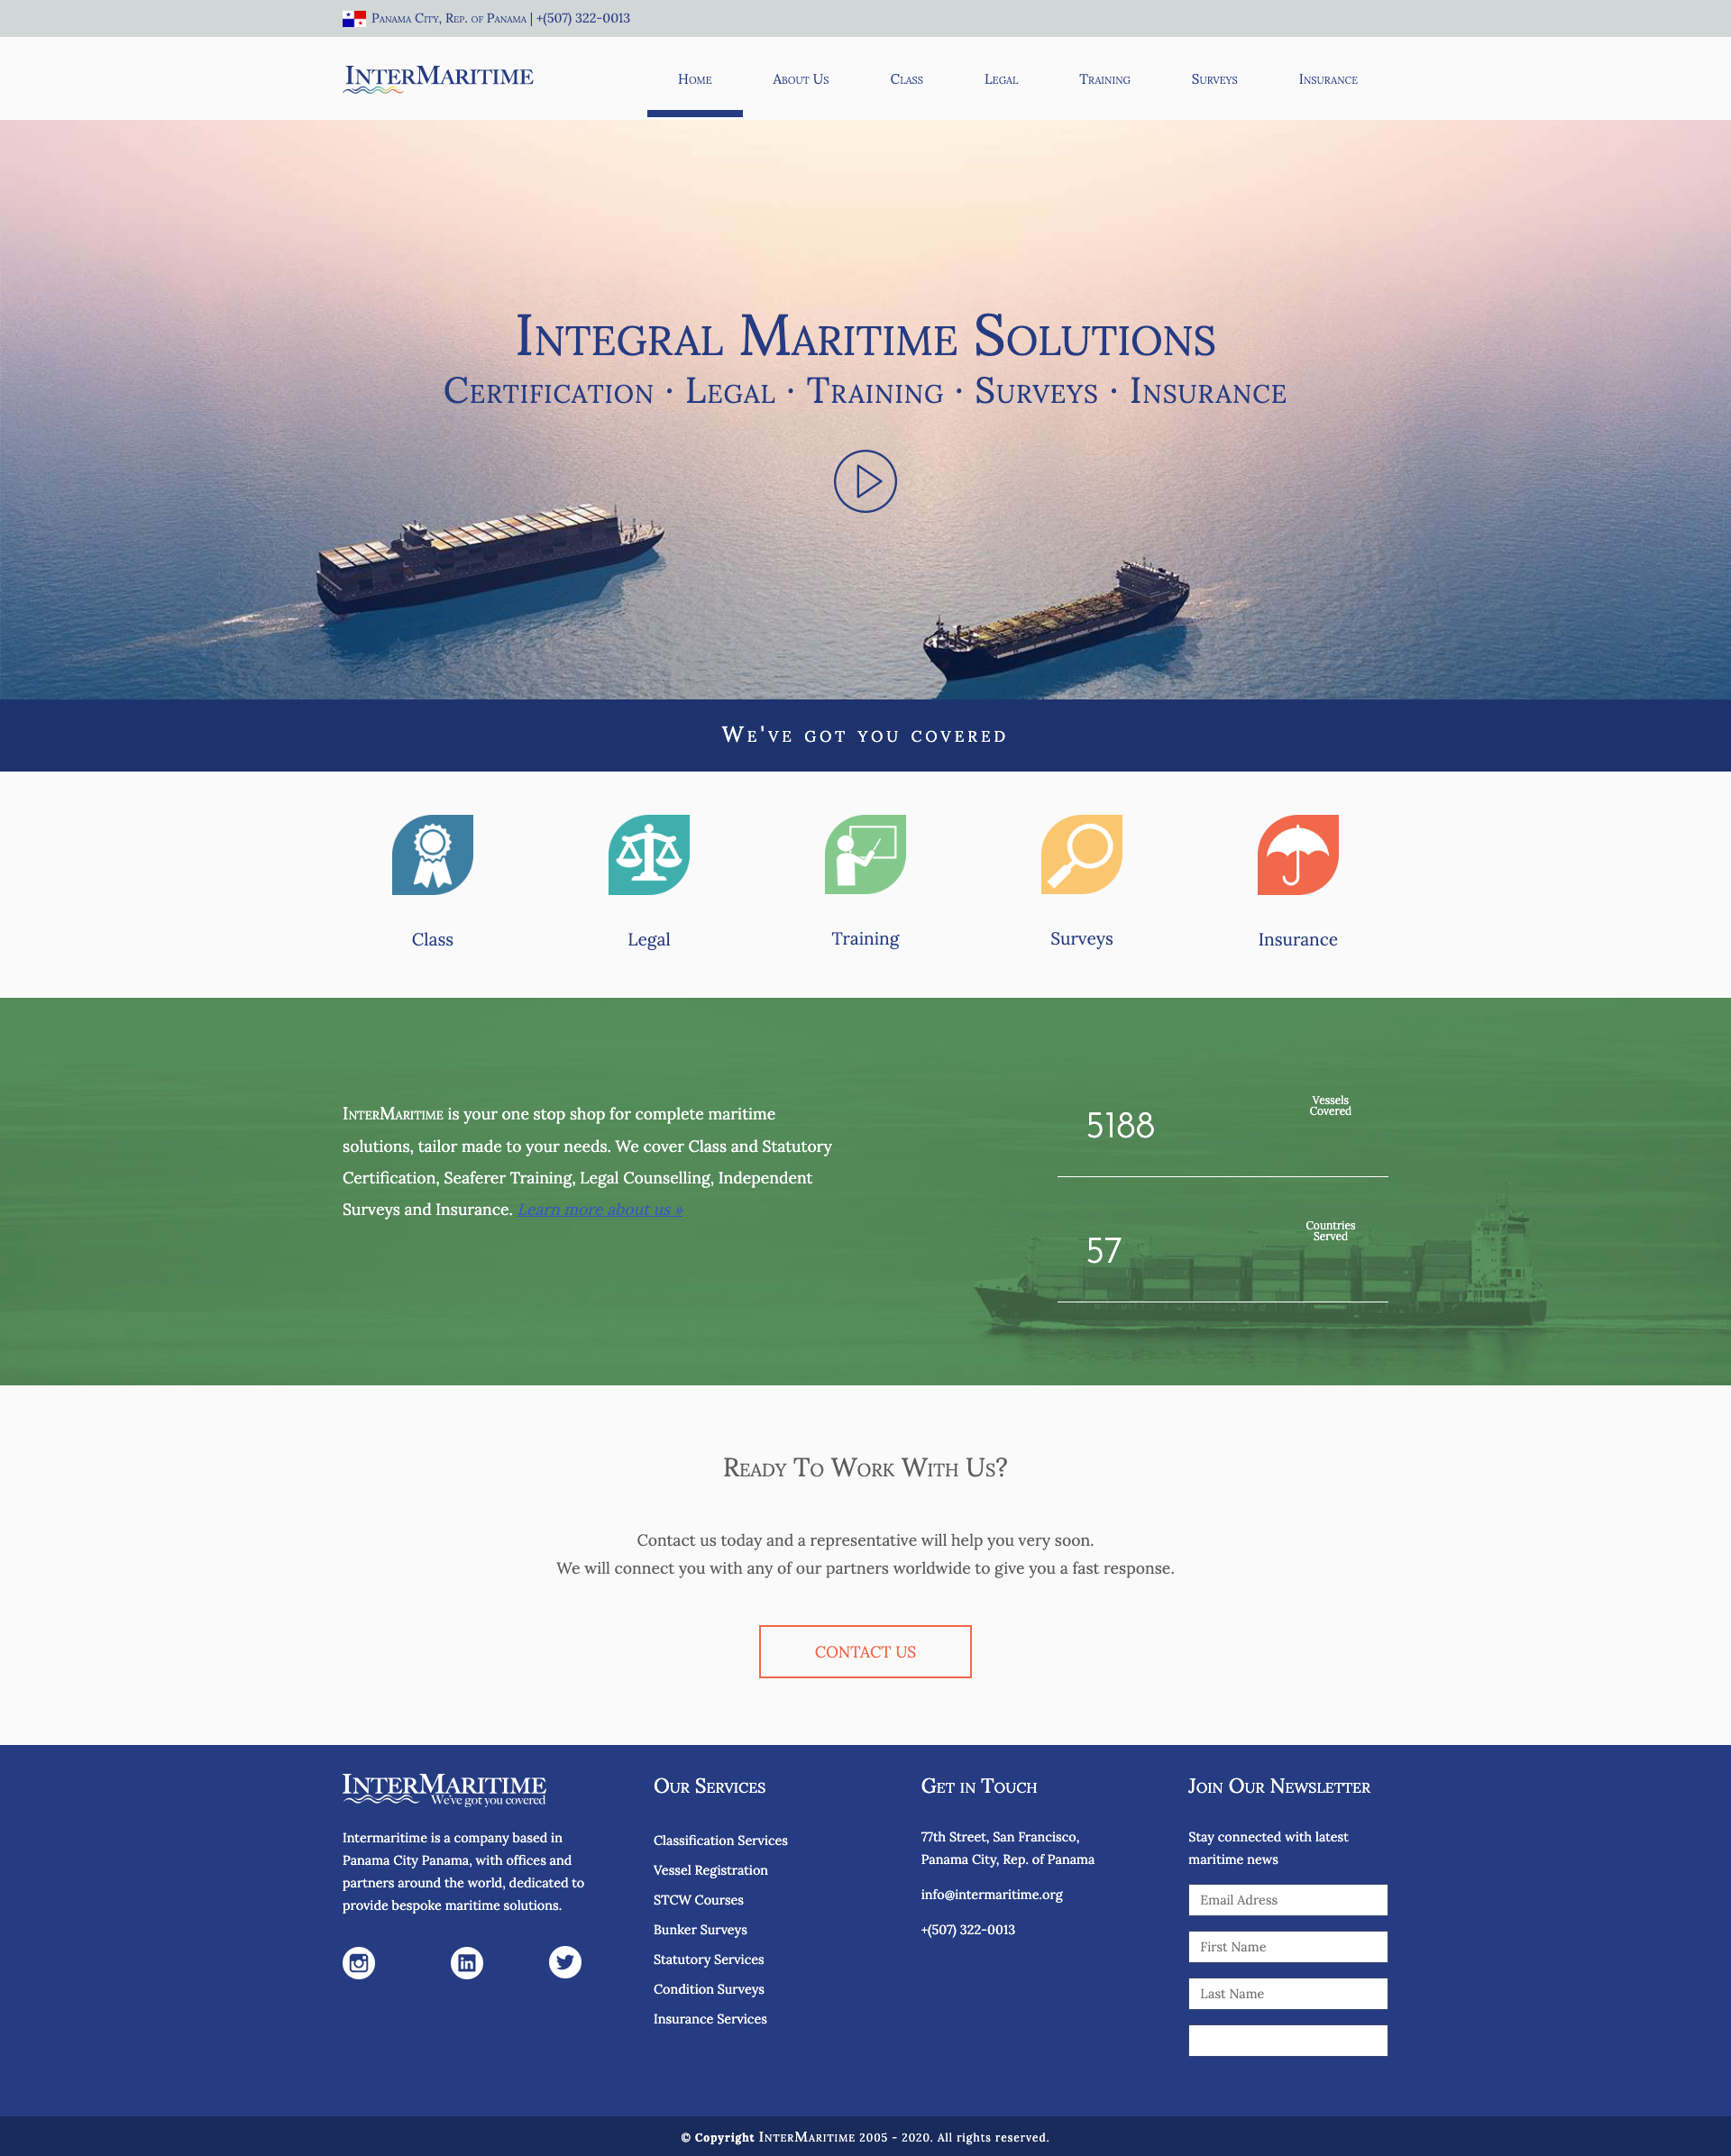 Panama City, Rep. of Panama | +(507) 322-0013
InterMaritime
Home About Us Class Legal Training Surveys Insurance
Integral Maritime Solutions
Certification · Legal · Training · Surveys · Insurance
We've got you covered
Class Legal Training Surveys Insurance
InterMaritime is your one stop shop for complete maritime
solutions, tailor made to your needs. We cover Class and Statutory
Certification, Seaferer Training, Legal Counselling, Independent
Surveys and Insurance. Learn more about us »
5188
Vessels
Covered
57
Countries
Served
Ready To Work With Us?
Contact us today and a representative will help you very soon.
We will connect you with any of our partners worldwide to give you a fast response.
CONTACT US
InterMaritime
We've got you covered
Intermaritime is a company based in
Panama City Panama, with offices and
partners around the world, dedicated to
provide bespoke maritime solutions.
Our Services
Classification Services
Vessel Registration
STCW Courses
Bunker Surveys
Statutory Services
Condition Surveys
Insurance Services
Get in Touch
77th Street, San Francisco,
Panama City, Rep. of Panama
info@intermaritime.org
+(507) 322-0013
Join Our Newsletter
Stay connected with latest
maritime news
Email Adress
First Name
Last Name
© Copyright InterMaritime 2005 - 2020. All rights reserved.